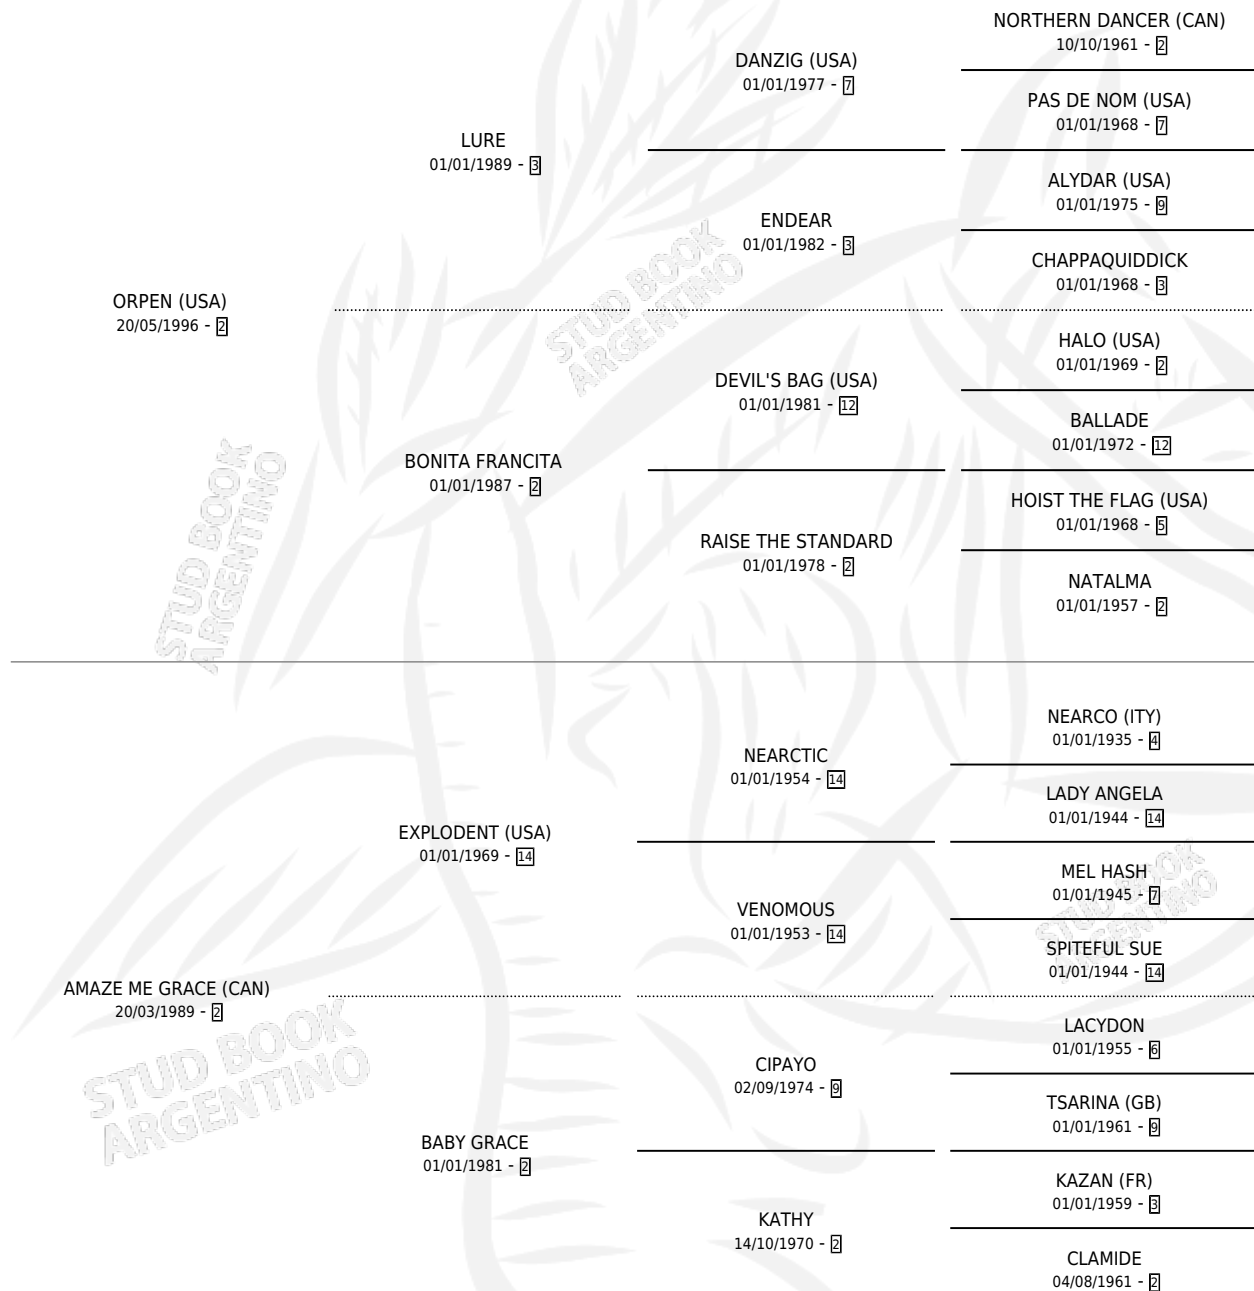 NORTHERN DANCER (CAN)
10/10/1961 - 2
DANZIG (USA)
01/01/1977 - 7
PAS DE NOM (USA)
01/01/1968 - 7
LURE
01/01/1989 - 3
ALYDAR (USA)
01/01/1975 - 9
ENDEAR
01/01/1982 - 3
CHAPPAQUIDDICK
01/01/1968 - 3
ORPEN (USA)
20/05/1996 - 2
HALO (USA)
01/01/1969 - 2
DEVIL'S BAG (USA)
01/01/1981 - 12
BALLADE
01/01/1972 - 12
BONITA FRANCITA
01/01/1987 - 2
HOIST THE FLAG (USA)
01/01/1968 - 5
RAISE THE STANDARD
01/01/1978 - 2
NATALMA
01/01/1957 - 2
NEARCO (ITY)
01/01/1935 - 4
NEARCTIC
01/01/1954 - 14
LADY ANGELA
01/01/1944 - 14
EXPLODENT (USA)
01/01/1969 - 14
MEL HASH
01/01/1945 - 7
VENOMOUS
01/01/1953 - 14
SPITEFUL SUE
01/01/1944 - 14
AMAZE ME GRACE (CAN)
20/03/1989 - 2
LACYDON
01/01/1955 - 6
CIPAYO
02/09/1974 - 9
TSARINA (GB)
01/01/1961 - 9
BABY GRACE
01/01/1981 - 2
KAZAN (FR)
01/01/1959 - 3
KATHY
14/10/1970 - 2
CLAMIDE
04/08/1961 - 2
STUD BOOK
ARGENTINO
STUD BOOK
ARGENTINO
STUD BOOK
ARGENTINO
STUD BOOK
ARGENTINO